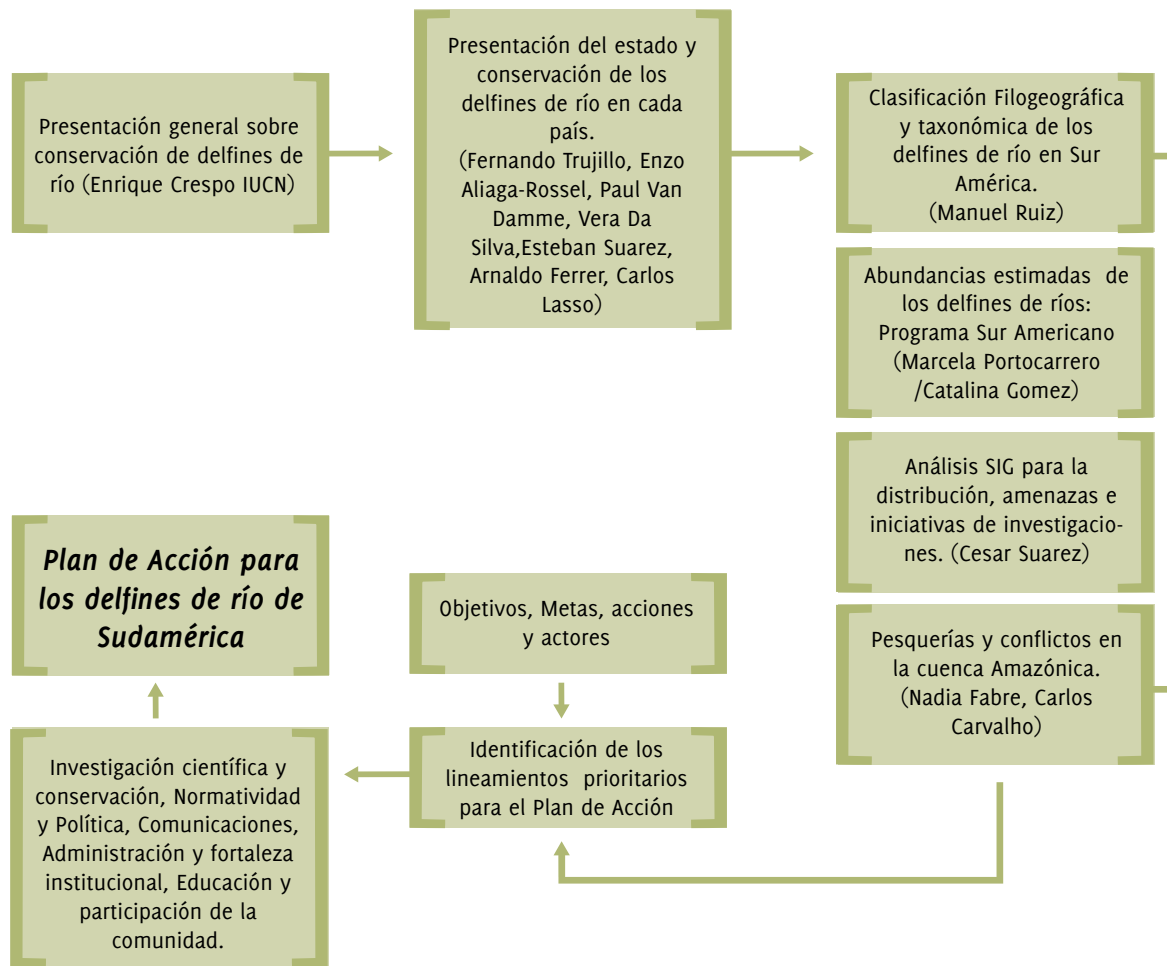 Presentación general sobre
conservación de delfines de
río (Enrique Crespo IUCN)
Presentación del estado y
conservación de los
delfines de río en cada
país.
(Fernando Trujillo, Enzo
Aliaga-Rossel, Paul Van
Damme, Vera Da
Silva,Esteban Suarez,
Arnaldo Ferrer, Carlos
Lasso)
Clasificación Filogeográfica
y taxonómica de los
delfines de río en Sur
América.
(Manuel Ruiz)
Abundancias estimadas de
los delfines de ríos:
Programa Sur Americano
(Marcela Portocarrero
/Catalina Gomez)
Análisis SIG para la
distribución, amenazas e
iniciativas de investigacio-
nes. (Cesar Suarez)
Pesquerías y conflictos en
la cuenca Amazónica.
(Nadia Fabre, Carlos
Carvalho)
Objetivos, Metas, acciones
y actores
Identificación de los
lineamientos prioritarios
para el Plan de Acción
Investigación científica y
conservación, Normatividad
y Política, Comunicaciones,
Administración y fortaleza
institucional, Educación y
participación de la
comunidad.
Plan de Acción para
los delfines de río de
Sudamérica